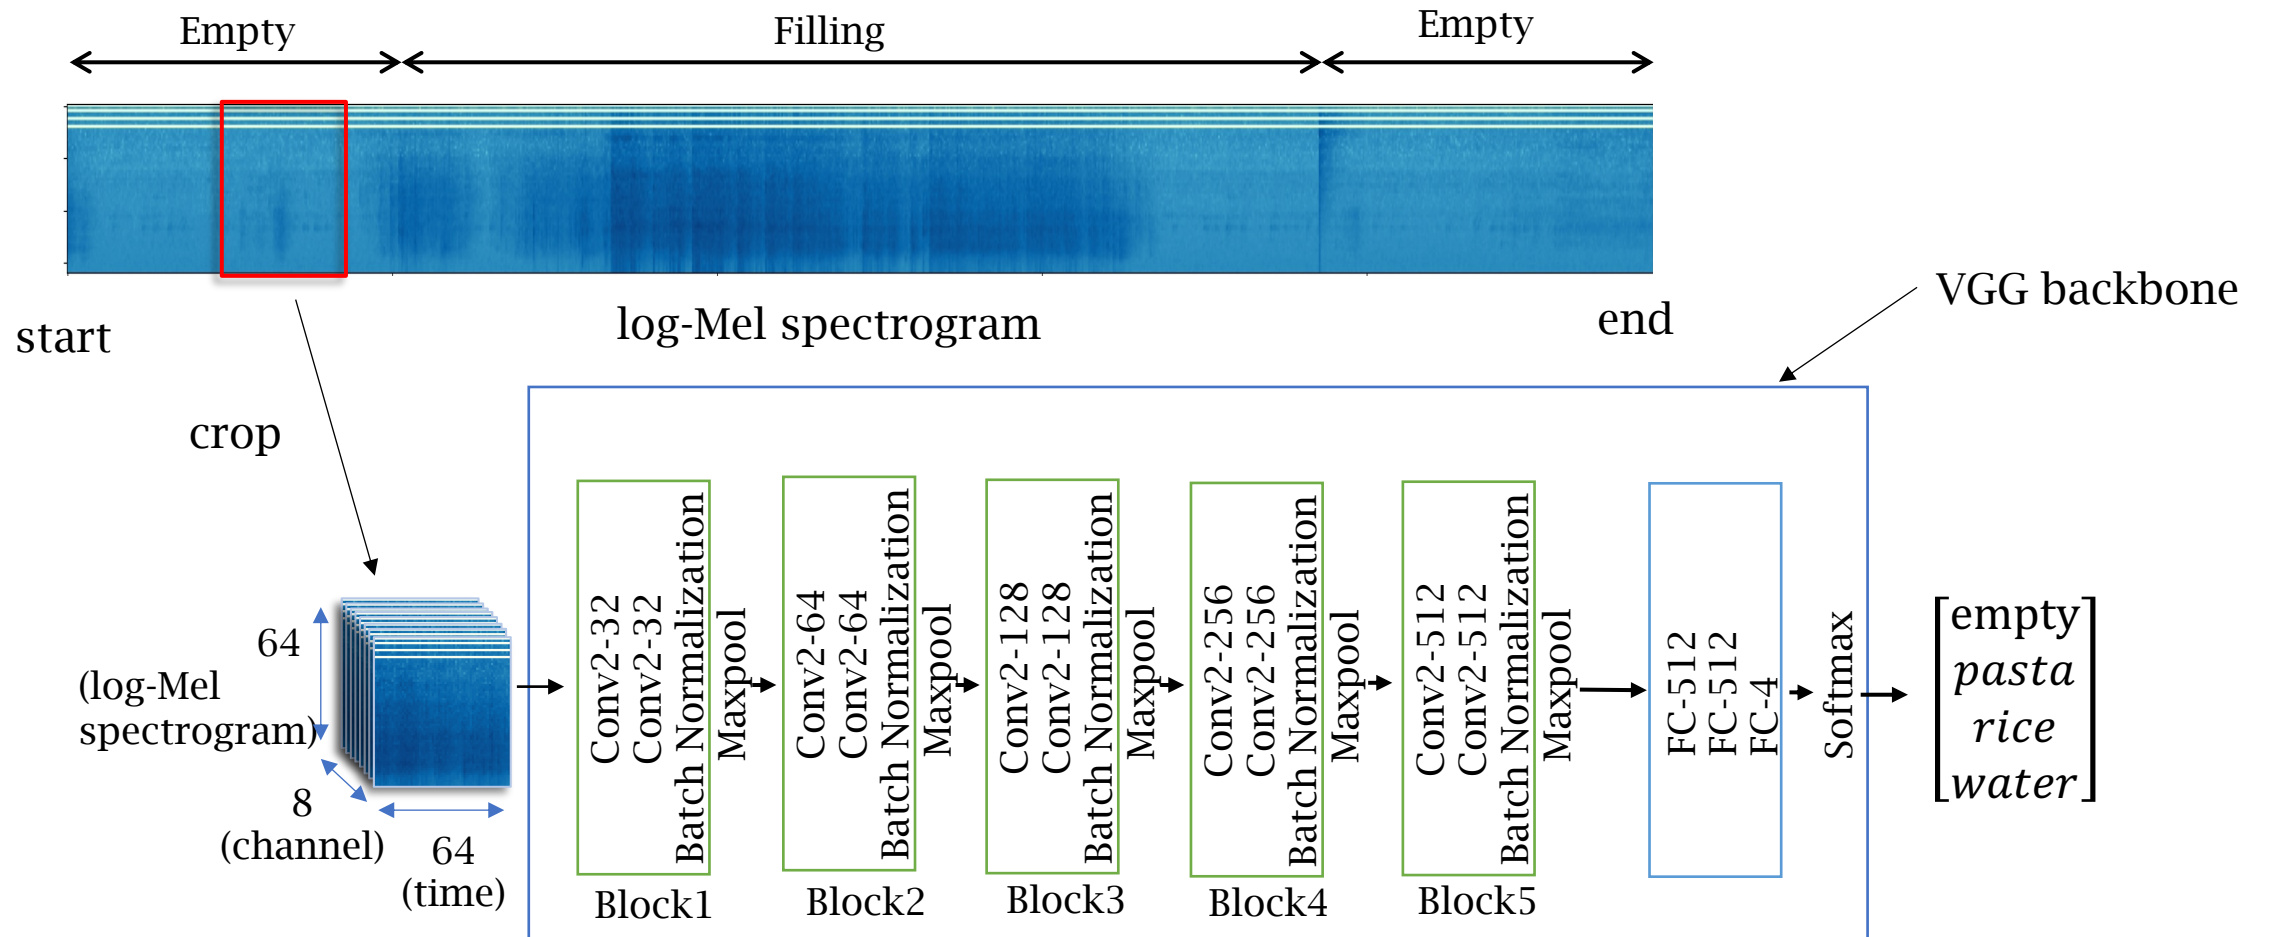 Empty
Filling
Empty
start
log-Mel spectrogram
end
VGG backbone
crop
64
(log-Mel
spectrogram)
8
(channel)
64
(time)
Conv2-32
Conv2-32
Batch Normalization
Maxpool
Block1
Conv2-64
Conv2-64
Batch Normalization
Maxpool
Block2
Conv2-128
Conv2-128
Batch Normalization
Maxpool
Block3
Conv2-256
Conv2-256
Batch Normalization
Maxpool
Block4
Conv2-512
Conv2-512
Batch Normalization
Maxpool
Block5
FC-512
FC-512
FC-4
Softmax
empty
pasta
rice
water